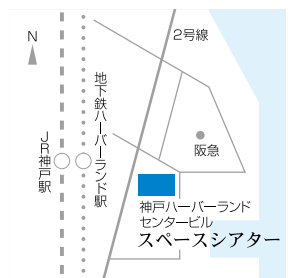 2号線
N
地下鉄ハーバーランド駅
JR神戸駅
阪急
神戸ハーバーランド
センタービル
スペースシアター